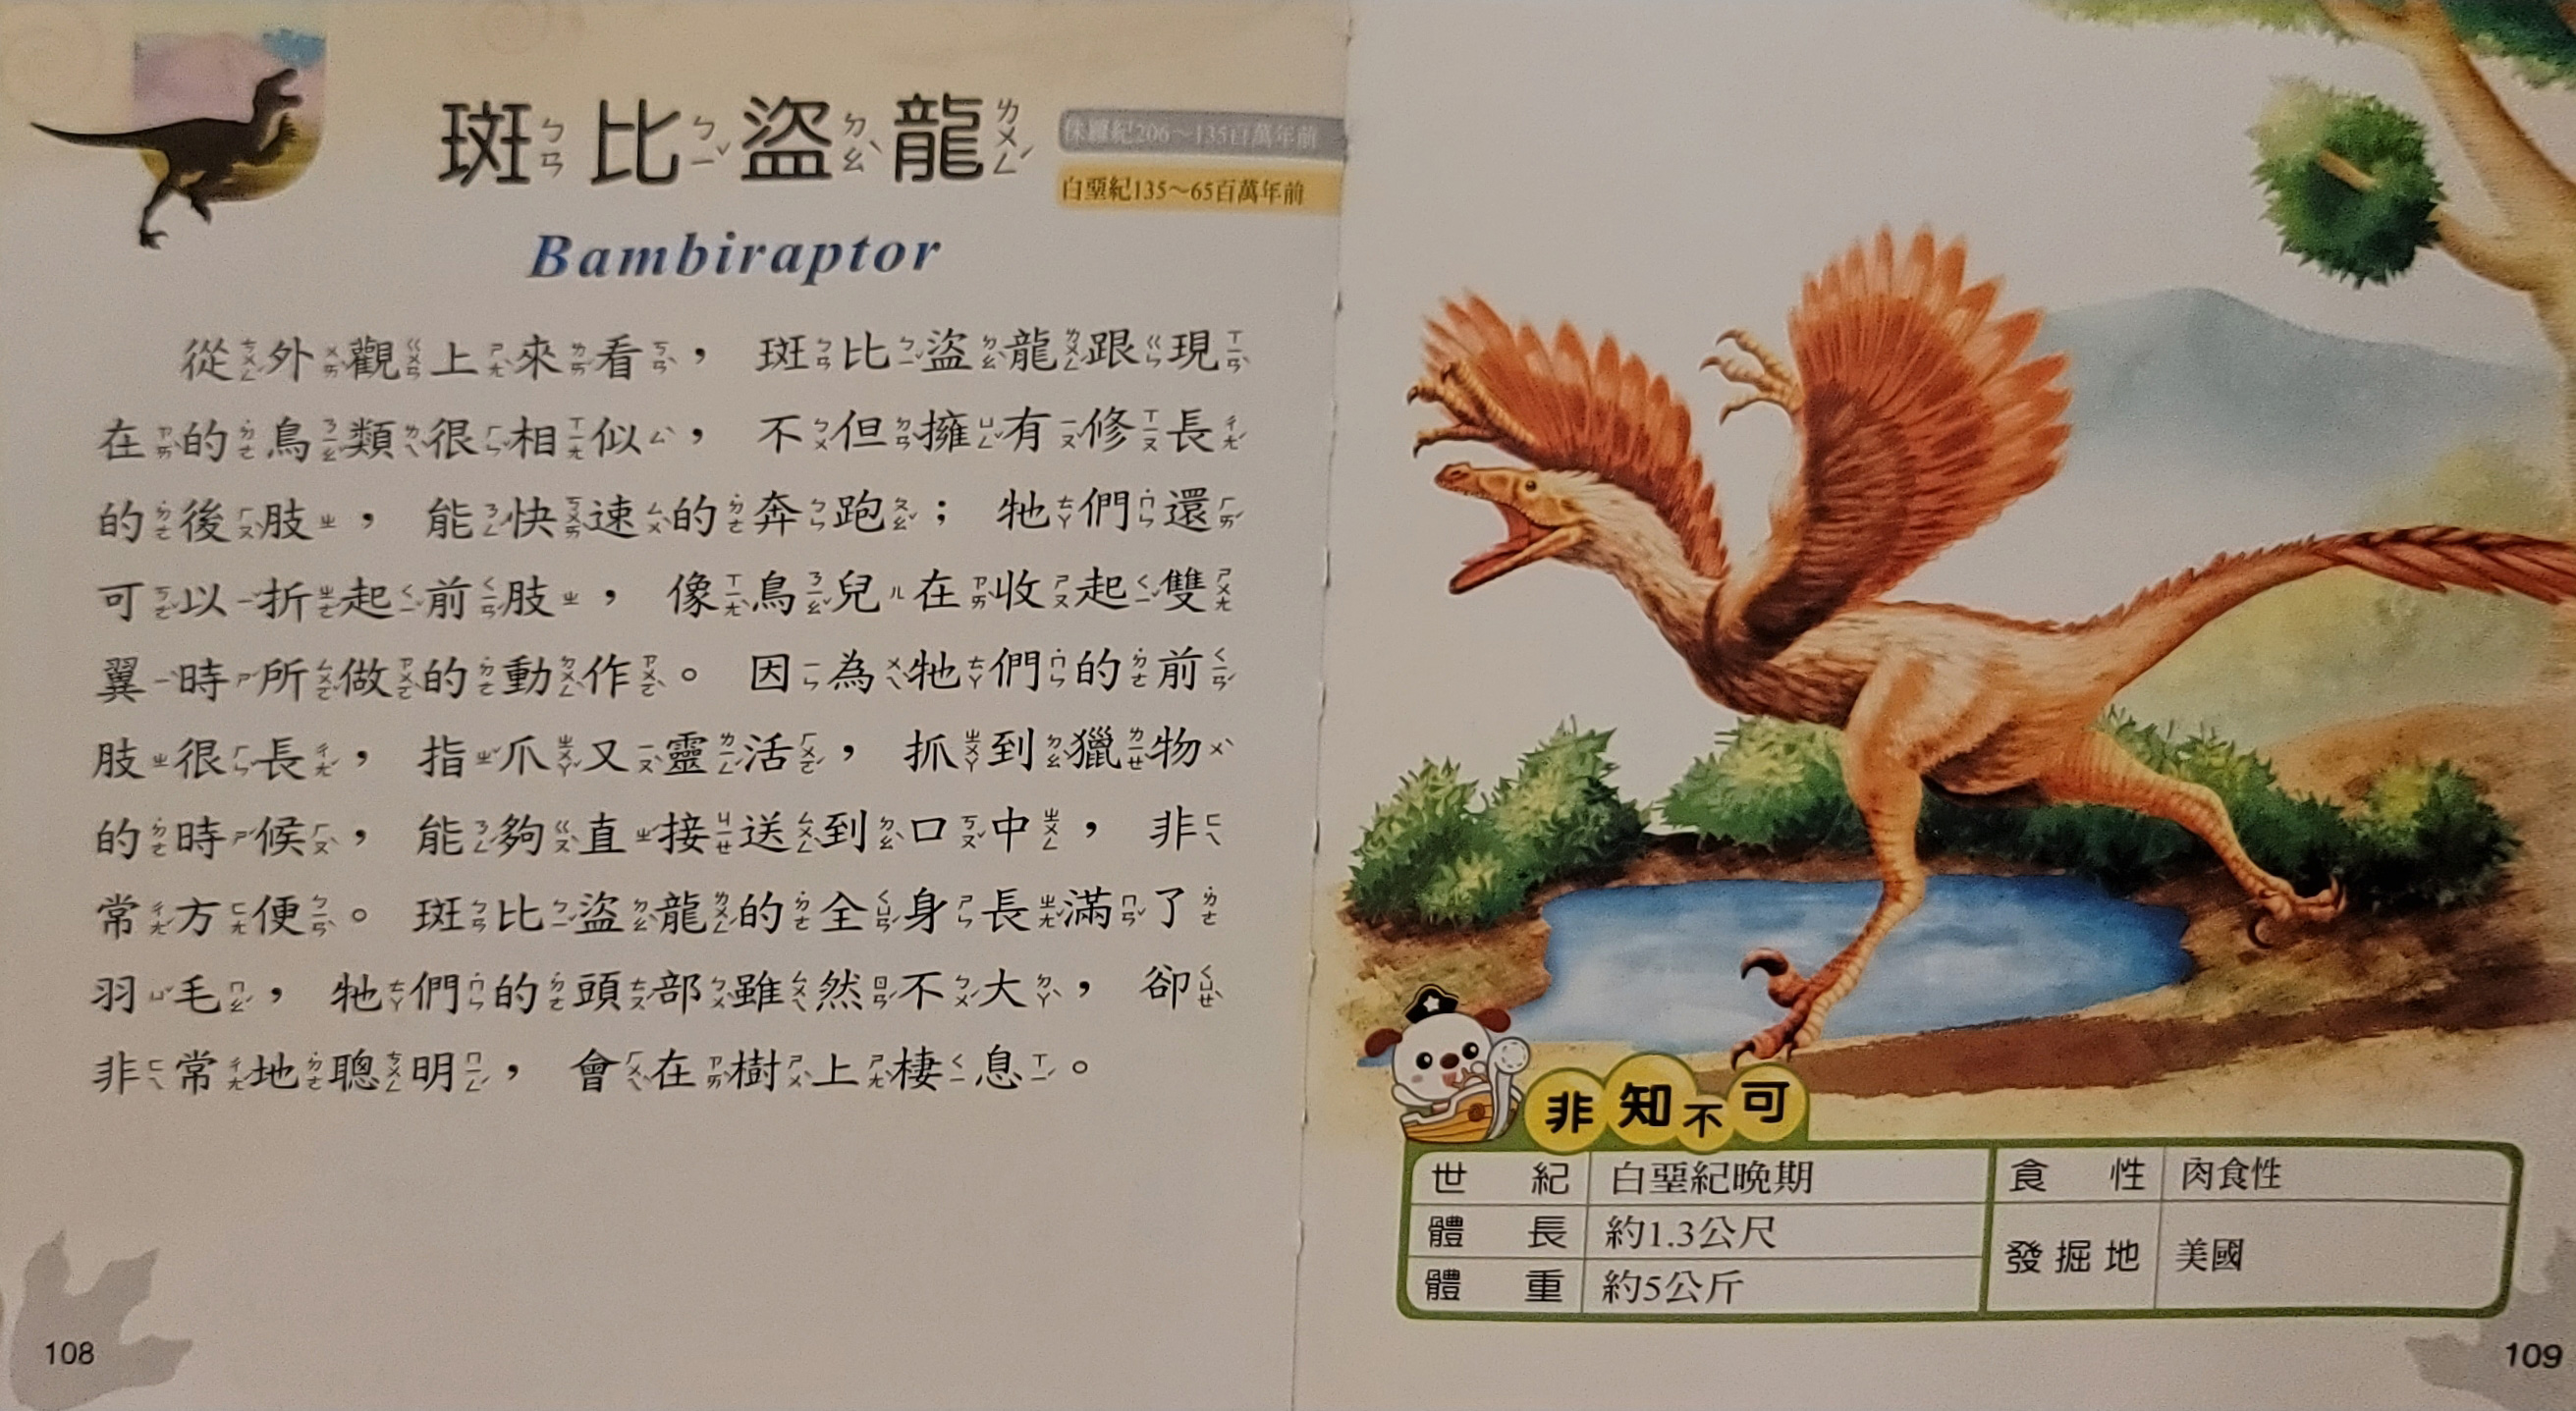 斑比盜龍
侏儸紀206～135百萬年前
白堊紀135～65百萬年前
Bambiraptor
從外觀上來看，斑比盜龍跟現
在的鳥類很相似，不但擁有修長
的後肢，能快速的奔跑；牠們還
可以折起前肢，像鳥兒在收起雙
翼時所做的動作。因為牠們的前
肢很長，指爪又靈活，抓到獵物
的時候，能夠直接送到口中，非
常方便。斑比盜龍的全身長滿了
羽毛，牠們的頭部雖然不大，卻
非常地聰明，會在樹上棲息。
108
非知不可
世紀 白堊紀晚期
體長 約1.3公尺
體重 約5公斤
食性 肉食性
發掘地 美國
109